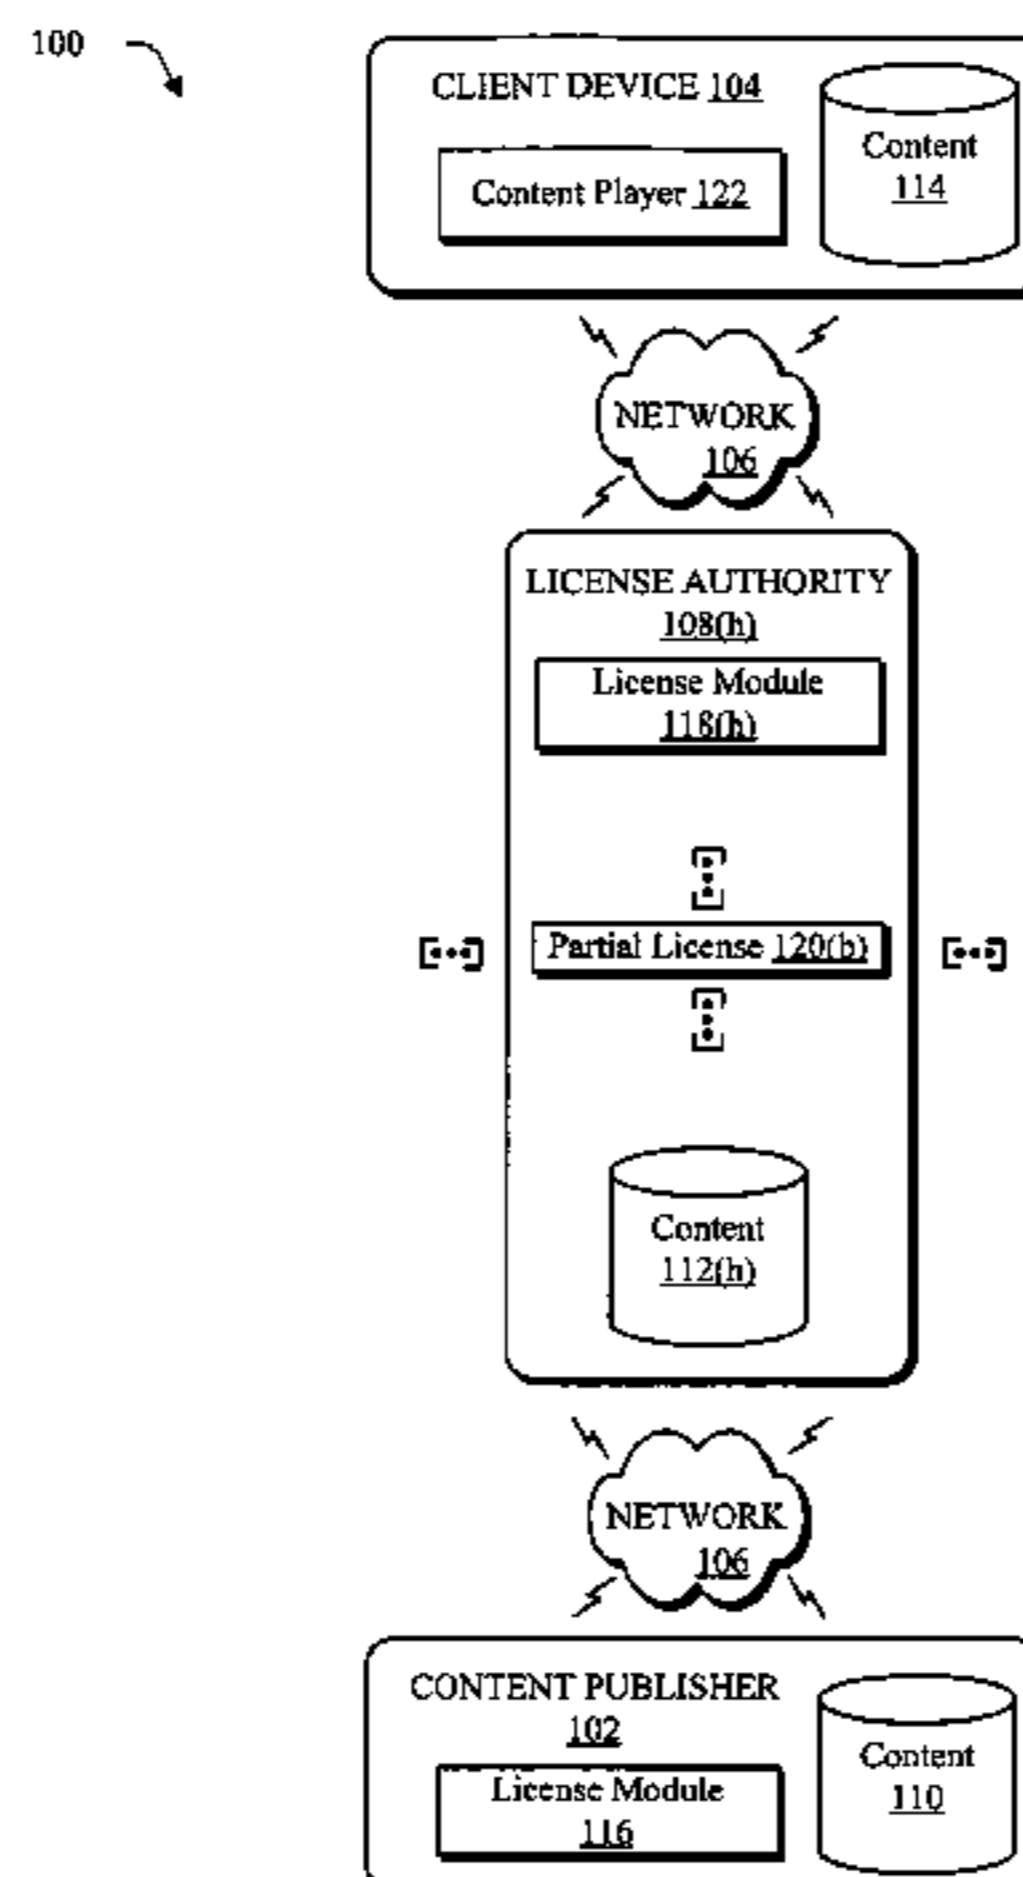 100
CLIENT DEVICE 104
Content Player 122
Content
114
NETWORK
106
LICENSE AUTHORITY
108(h)
License Module
118(h)
Partial License 120(b)
Content
112(h)
NETWORK
106
CONTENT PUBLISHER
102
License Module
116
Content
110